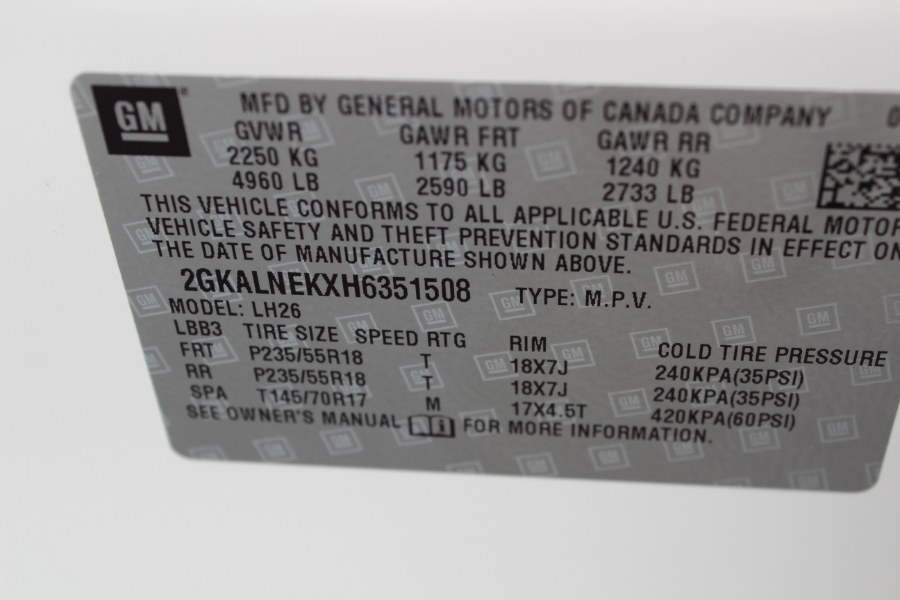 GM MFD BY GENERAL MOTORS OF CANADA COMPANY 0
GVWR GAWR FRT GAWR RR
2250 KG 1175 KG 1240 KG
4960 LB 2590 LB 2733 LB
THIS VEHICLE CONFORMS TO ALL APPLICABLE U.S. FEDERAL MOTOR
VEHICLE SAFETY AND THEFT PREVENTION STANDARDS IN EFFECT ON
THE DATE OF MANUFACTURE SHOWN ABOVE.
2GKALNEKXH6351508 TYPE: M.P.V.
MODEL: LH26
LBB3 TIRE SIZE SPEED RTG RIM COLD TIRE PRESSURE
FRT P235/55R18 T 18X7J 240KPA(35PSI)
RR P235/55R18 T 18X7J 240KPA(35PSI)
SPA T145/70R17 M 17X4.5T 420KPA(60PSI)
SEE OWNER'S MANUAL FOR MORE INFORMATION.